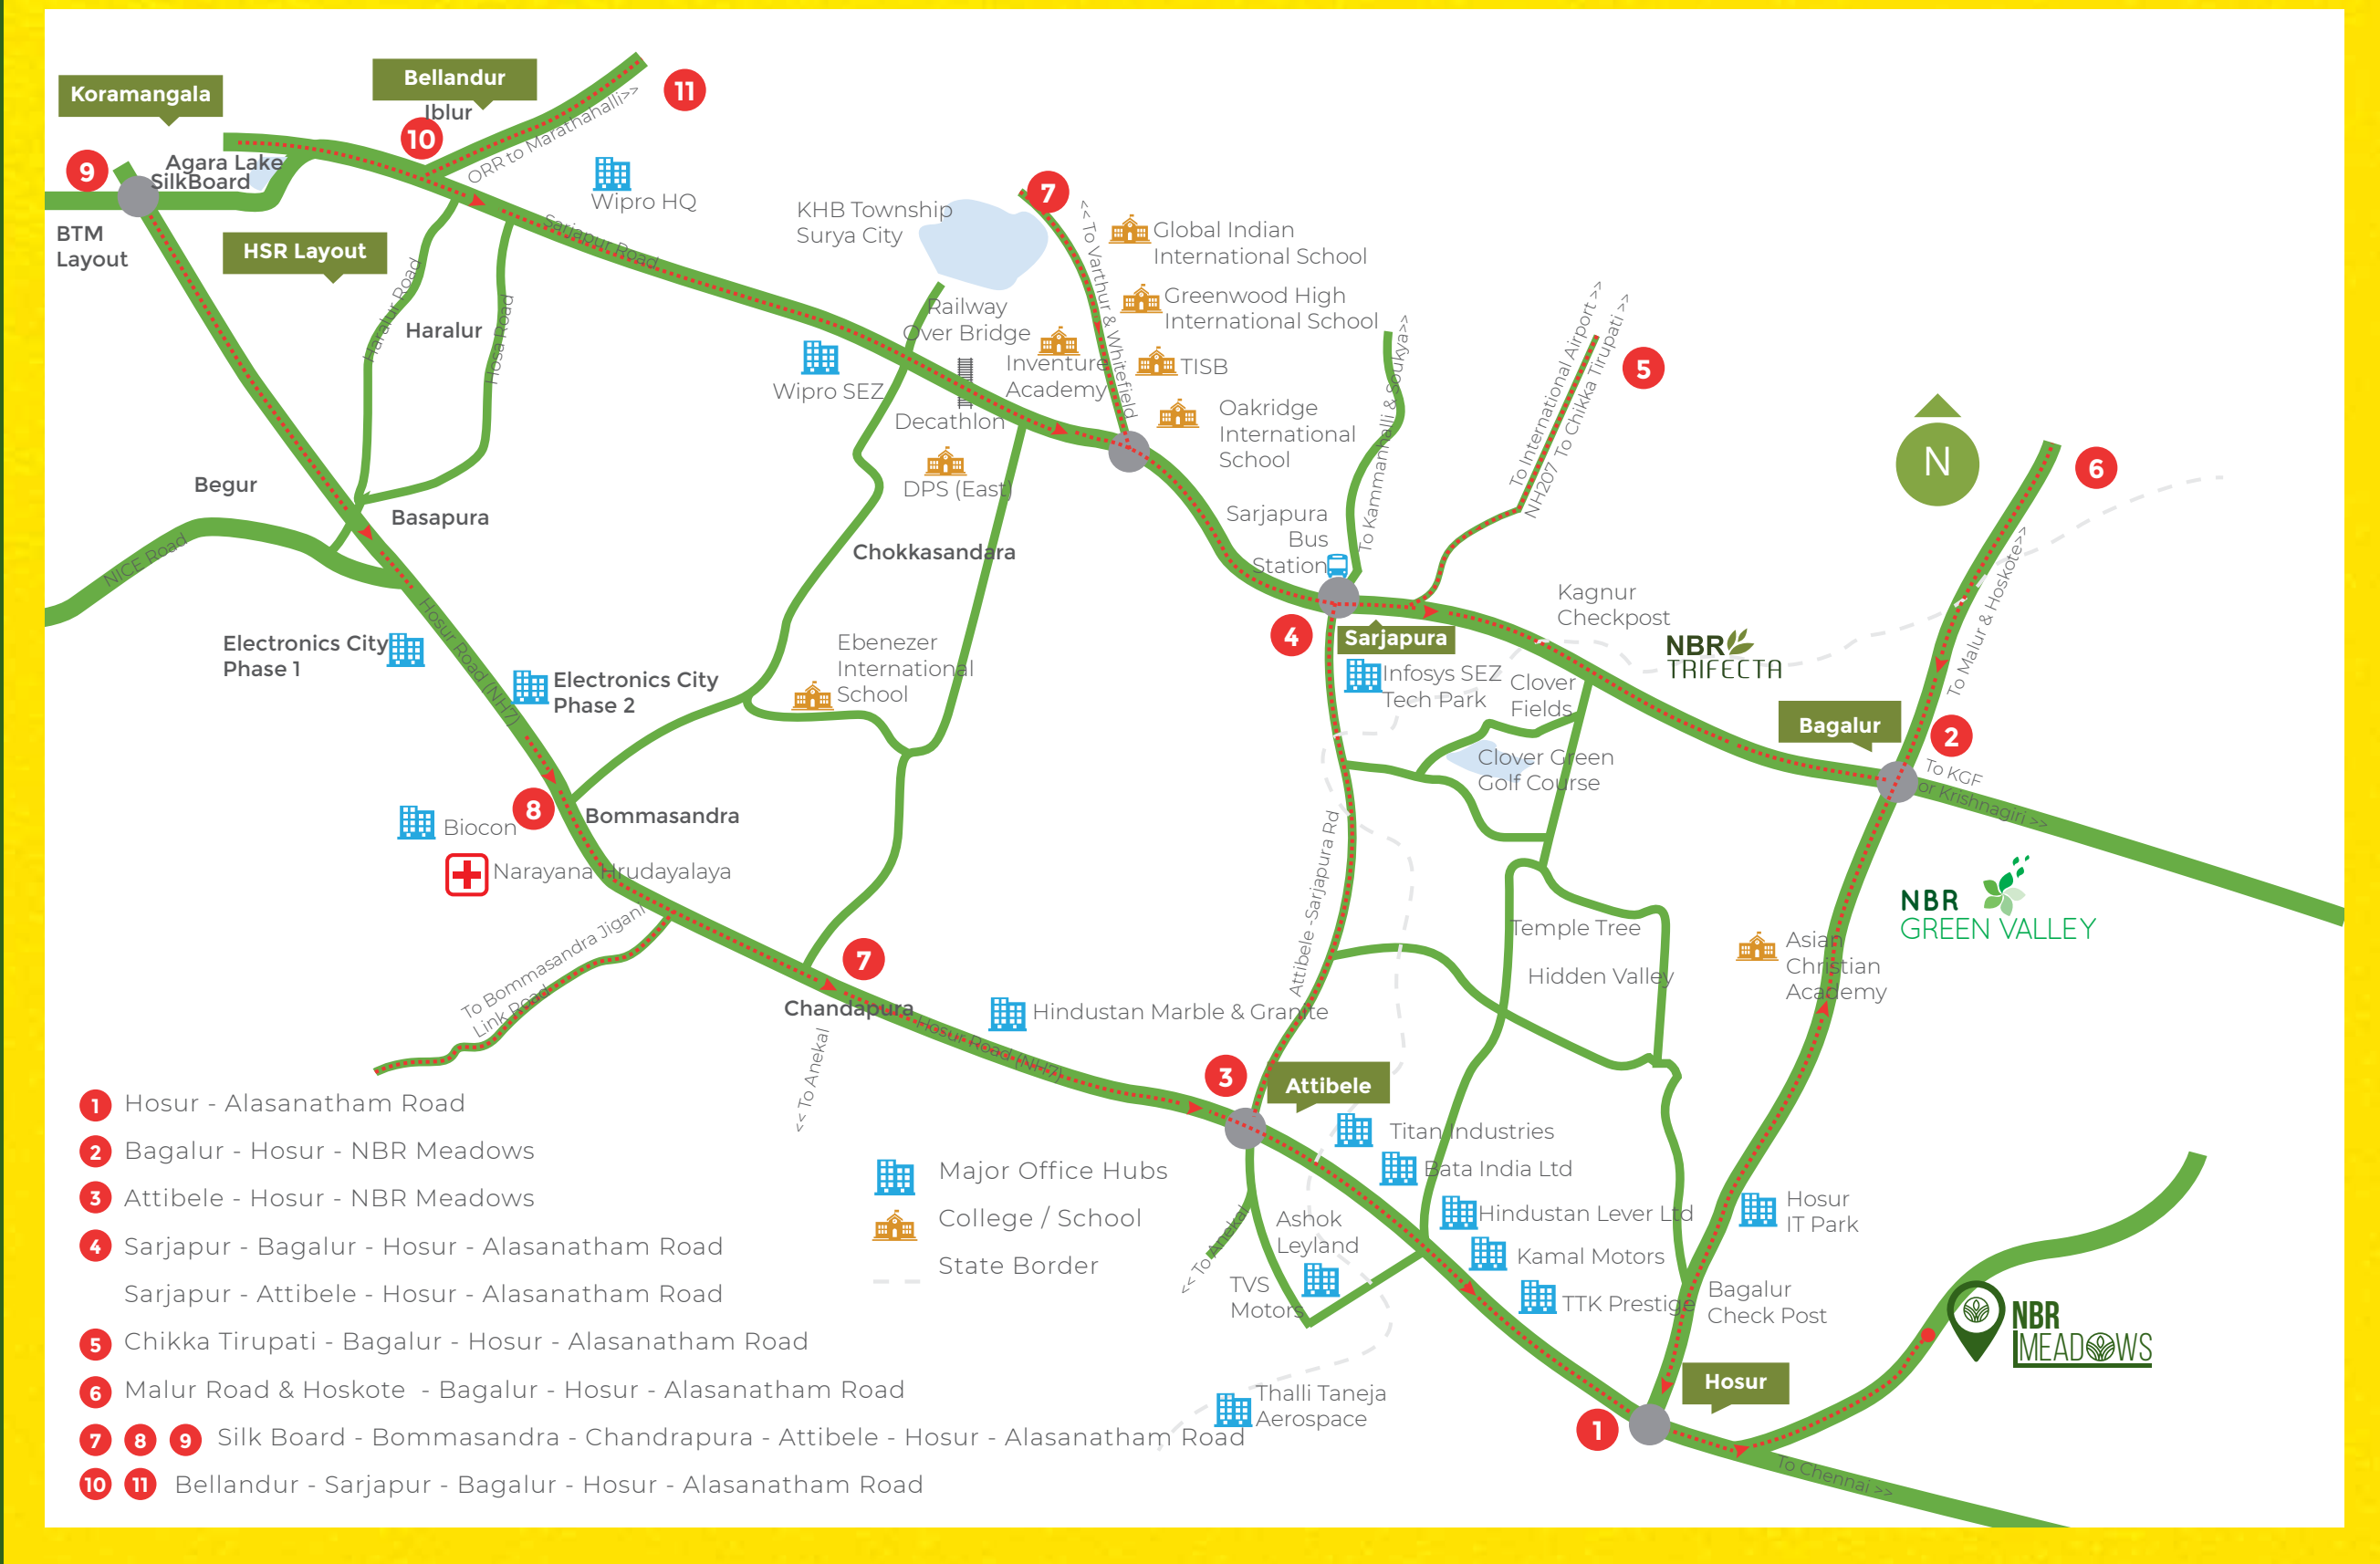 Koramangala
Bellandur
Iblur
10
11
ORR to Marathahalli>>
9
Agara Lake
SilkBoard
BTM
Layout
HSR Layout
Wipro HQ
Sarjapur Road
Haralur Road
Haralur
Hosa Road
KHB Township
Surya City
7
<< To Varthur & Whitefield
Global Indian
International School
Greenwood High
International School
TISB
Oakridge
International
School
Railway
Over Bridge
Inventure
Academy
Wipro SEZ
Decathlon
DPS (East)
To Kammanhalli & Soukya>>
To International Airport >>
NH207 To Chikka Tirupati >>
5
N
6
To Malur & Hoskote>>
Begur
Basapura
NICE Road
Chokkasandara
Sarjapura
Bus
Station
4
Sarjapura
Kagnur
Checkpost
NBR
TRIFECTA
Electronics City
Phase 1
Hosur Road (NH7)
Electronics City
Phase 2
Ebenezer
International
School
Infosys SEZ
Tech Park
Clover
Fields
Clover Green
Golf Course
Bagalur
2
To KGF
or Krishnagiri >>
8
Biocon
Bommasandra
Narayana Hrudayalaya
To Bommasandra Jigani
Link Road
Attibele -Sarjapura Rd
Temple Tree
Hidden Valley
NBR
GREEN VALLEY
Asian
Christian
Academy
7
Chandapura
Hosur Road (NH7)
<< To Anekal
Hindustan Marble & Granite
3
Attibele
Titan Industries
Bata India Ltd
Hindustan Lever Ltd
Kamal Motors
TTK Prestige
Ashok
Leyland
TVS
Motors
<< To Anekal
Hosur
IT Park
Bagalur
Check Post
NBR
MEADOWS
Thalli Taneja
Aerospace
Hosur
1
To Chennai >>
1 Hosur - Alasanatham Road
2 Bagalur - Hosur - NBR Meadows
3 Attibele - Hosur - NBR Meadows
4 Sarjapur - Bagalur - Hosur - Alasanatham Road
Sarjapur - Attibele - Hosur - Alasanatham Road
5 Chikka Tirupati - Bagalur - Hosur - Alasanatham Road
6 Malur Road & Hoskote - Bagalur - Hosur - Alasanatham Road
7 8 9 Silk Board - Bommasandra - Chandrapura - Attibele - Hosur - Alasanatham Road
10 11 Bellandur - Sarjapur - Bagalur - Hosur - Alasanatham Road
Major Office Hubs
College / School
State Border